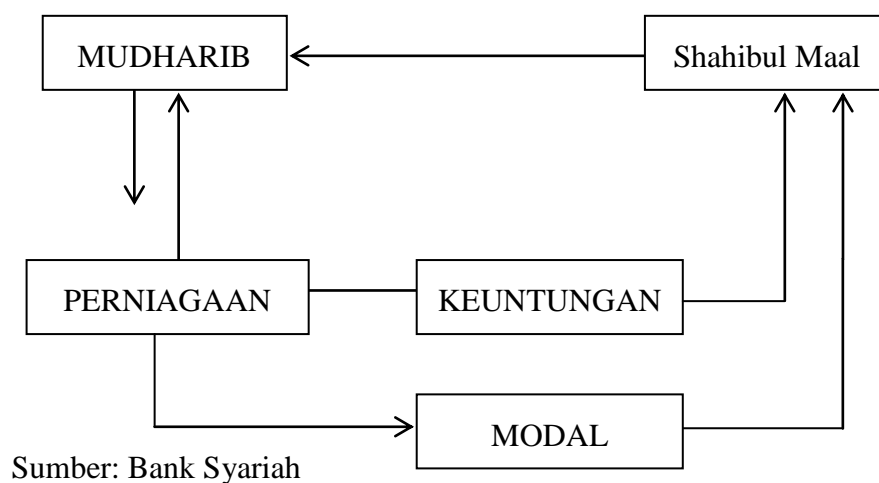 MUDHARIB
Shahibul Maal
PERNIAGAAN
KEUNTUNGAN
MODAL
Sumber: Bank Syariah